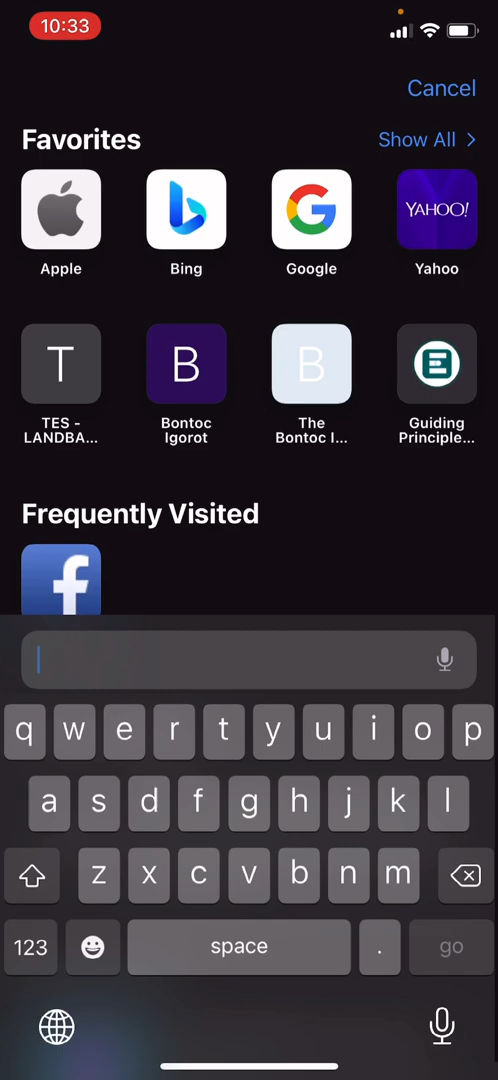 10:33
Cancel
Favorites
Show All >
YAHOO!
Apple
Bing
Google
Yahoo
T
B
B
E
TES - LANDBA...
Bontoc Igorot
The Bontoc I...
Guiding Principle...
Frequently Visited
f
q w e r t y u i o p
a s d f g h j k l
z x c v b n m
123
space
.
go